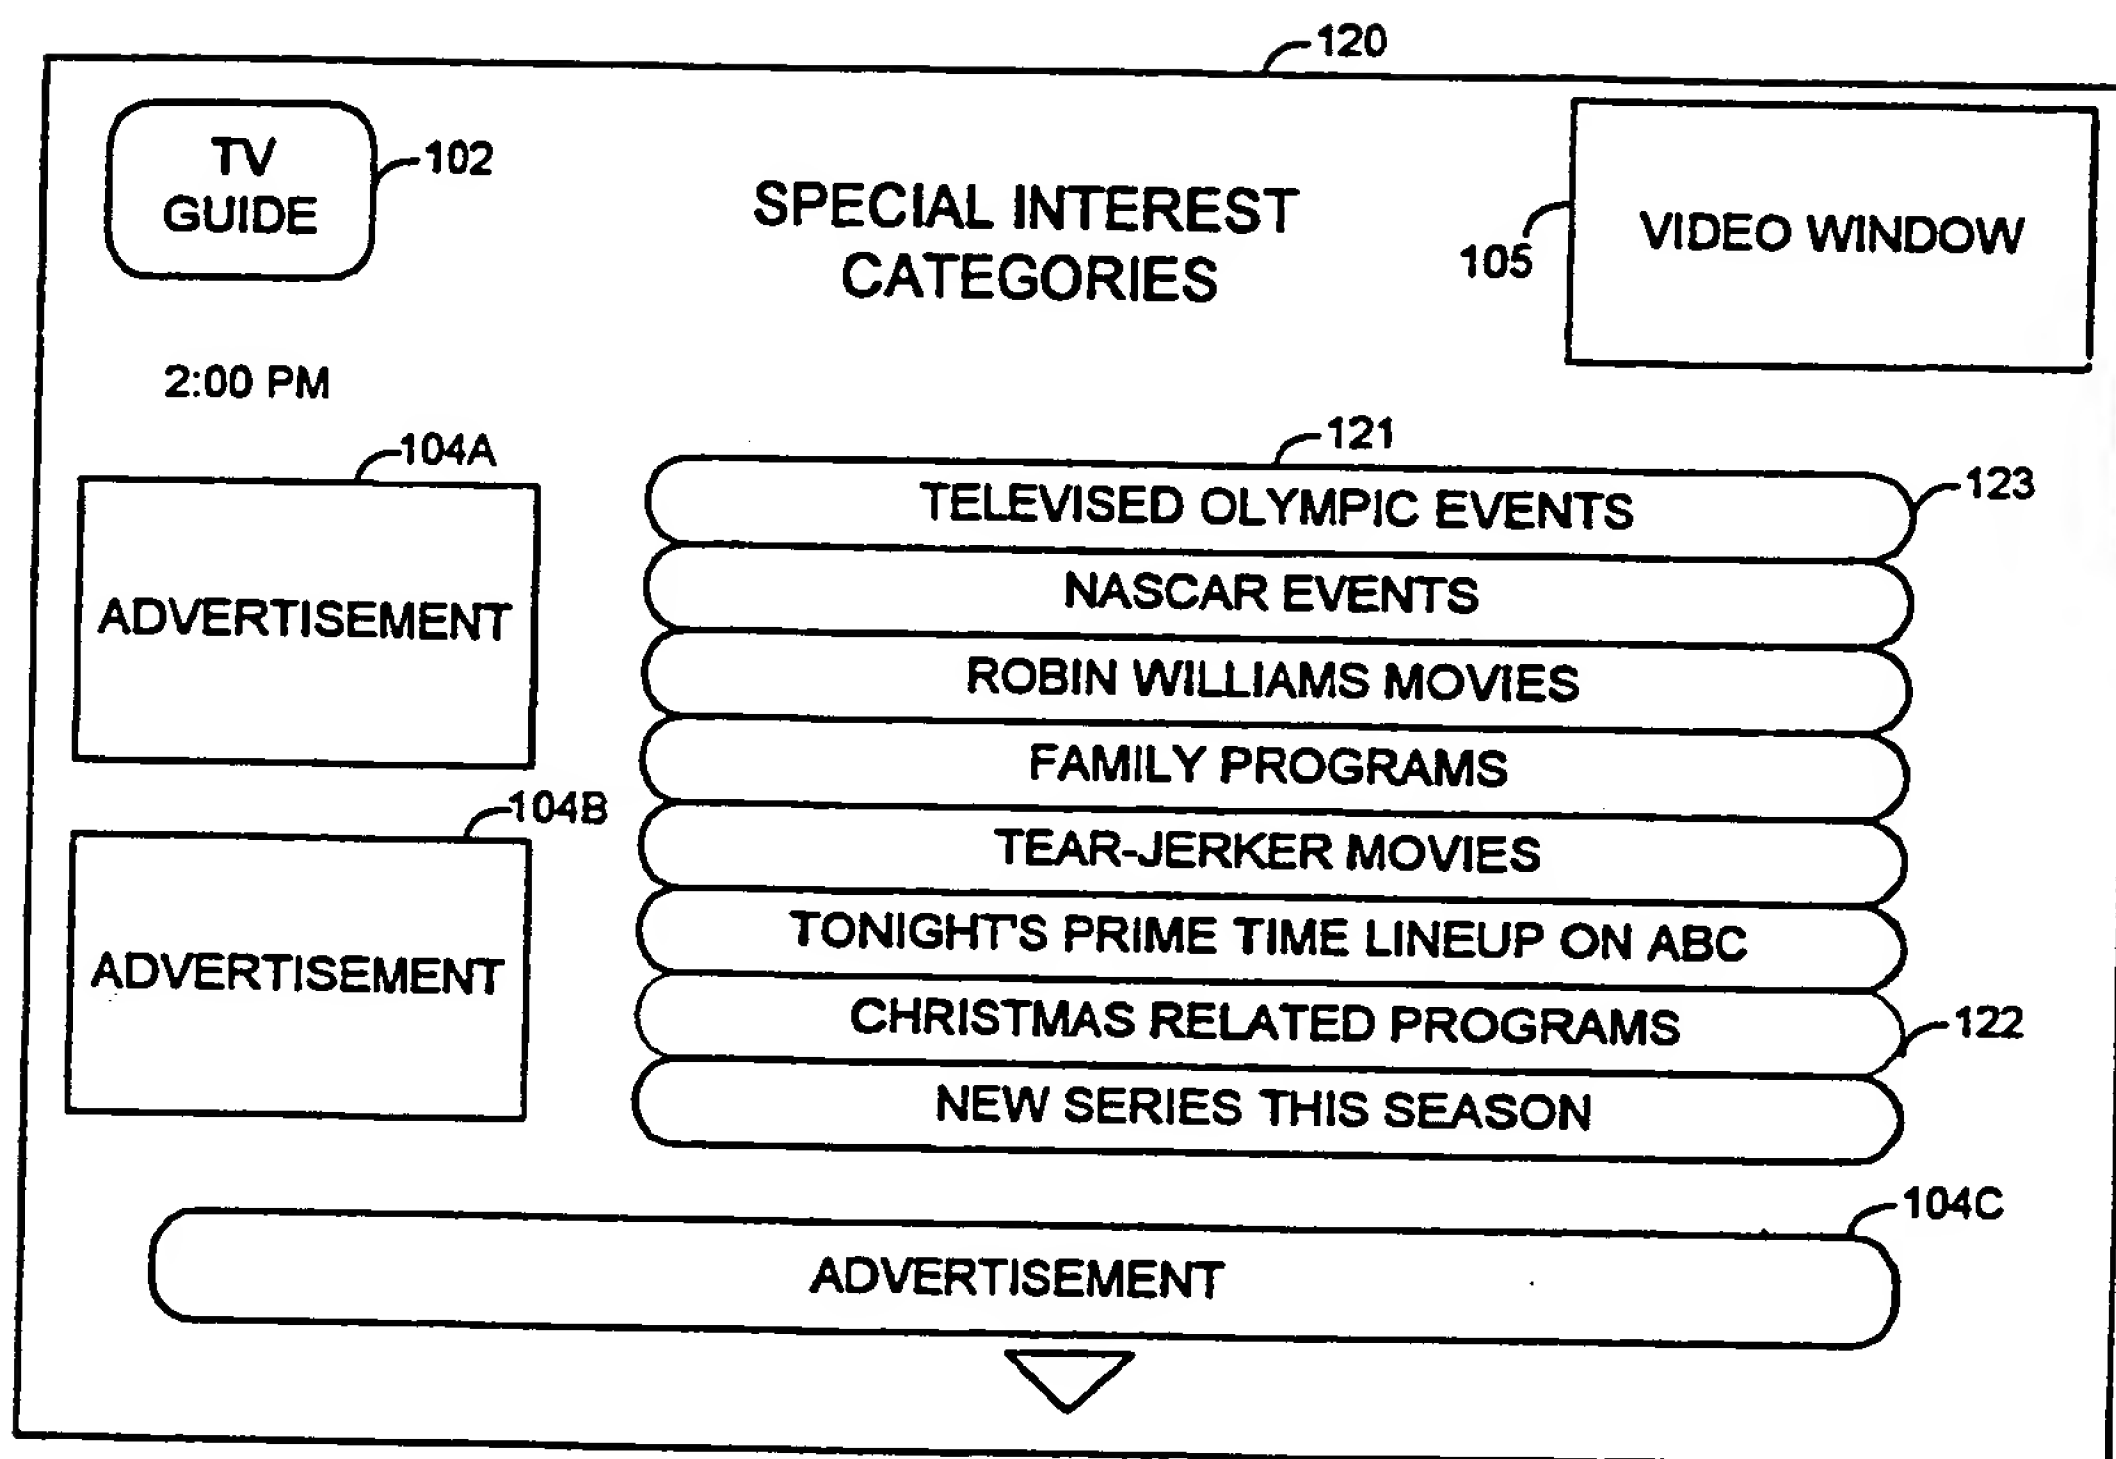 120
TV
GUIDE
102
SPECIAL INTEREST
CATEGORIES
105
VIDEO WINDOW
2:00 PM
104A
ADVERTISEMENT
104B
ADVERTISEMENT
121
TELEVISED OLYMPIC EVENTS
123
NASCAR EVENTS
ROBIN WILLIAMS MOVIES
FAMILY PROGRAMS
TEAR-JERKER MOVIES
TONIGHT'S PRIME TIME LINEUP ON ABC
CHRISTMAS RELATED PROGRAMS
122
NEW SERIES THIS SEASON
104C
ADVERTISEMENT